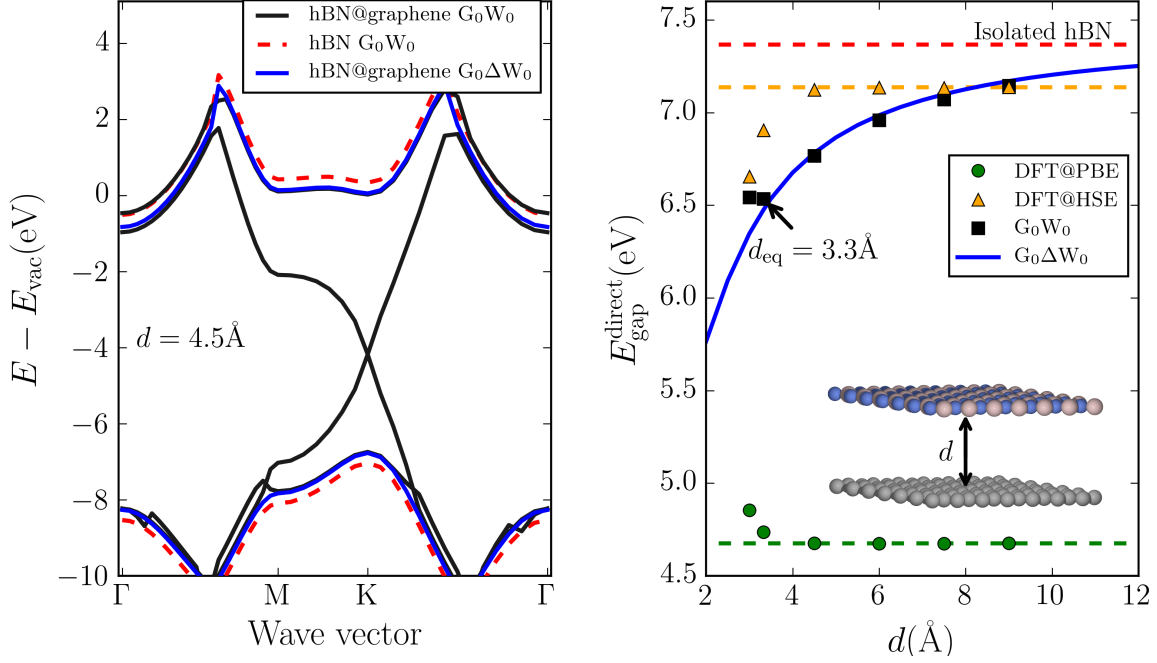 hBN@graphene G₀W₀
hBN G₀W₀
hBN@graphene G₀ΔW₀
4
2
0
−2
−4
−6
−8
−10
E − E_vac(eV)
d = 4.5Å
Γ
M
K
Γ
Wave vector
7.5
7.0
6.5
6.0
5.5
5.0
4.5
E_gap^direct(eV)
Isolated hBN
DFT@PBE
DFT@HSE
G₀W₀
G₀ΔW₀
d_eq = 3.3Å
d
2
4
6
8
10
12
d(Å)